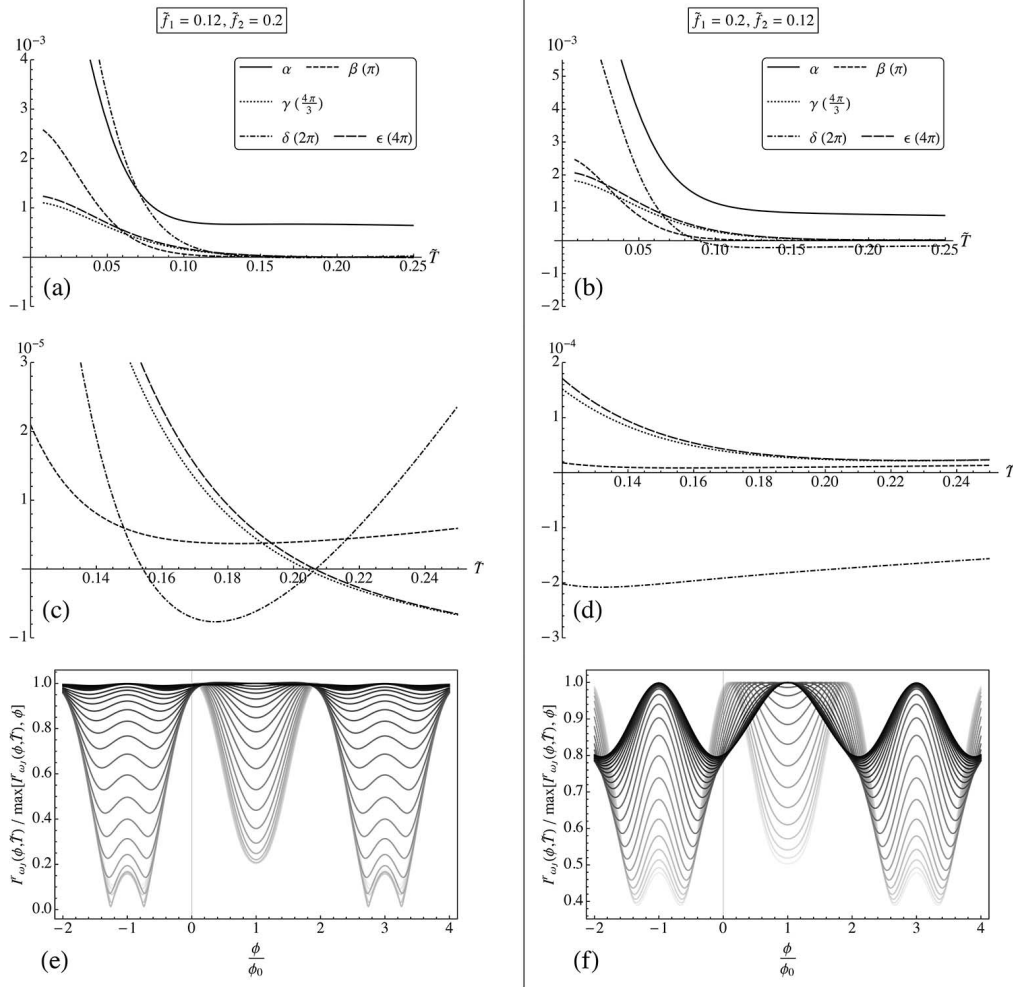 f̃₁ = 0.12, f̃₂ = 0.2
10⁻³
4
3
2
1
0
−1
0.05 0.10 0.15 0.20 0.25 T̃
α β (π)
γ (4π/3)
δ (2π) ϵ (4π)
(a)
f̃₁ = 0.2, f̃₂ = 0.12
10⁻³
5
4
3
2
1
0
−1
−2
0.05 0.10 0.15 0.20 0.25 T̃
α β (π)
γ (4π/3)
δ (2π) ϵ (4π)
(b)
10⁻⁵
3
2
1
0
−1
0.14 0.16 0.18 0.20 0.22 0.24 T
(c)
10⁻⁴
2
1
0
−1
−2
−3
0.14 0.16 0.18 0.20 0.22 0.24 T
(d)
Iʳ_ωJ(ϕ,T̃) / max[Iʳ_ωJ(ϕ,T̃), ϕ]
1.0
0.8
0.6
0.4
0.2
0.0
−2 −1 0 1 2 3 4
ϕ/ϕ₀
(e)
Iʳ_ωJ(ϕ,T̃) / max[Iʳ_ωJ(ϕ,T̃), ϕ]
1.0
0.9
0.8
0.7
0.6
0.5
0.4
−2 −1 0 1 2 3 4
ϕ/ϕ₀
(f)